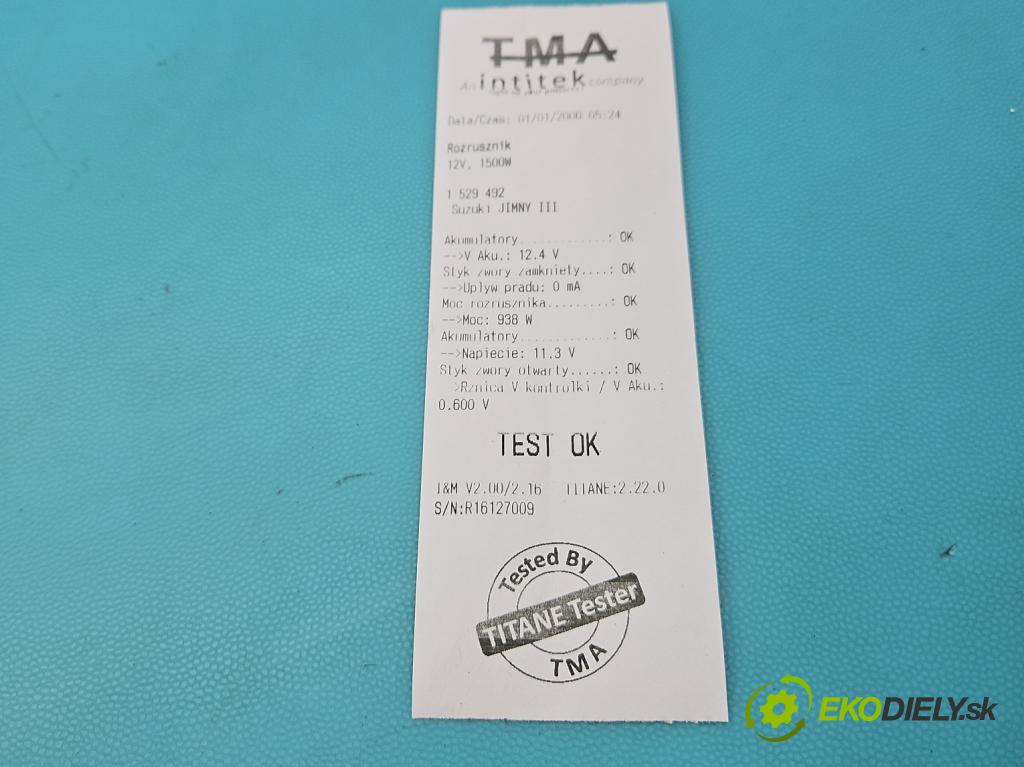 TMA
An intitek company
Data/Czas: 01/01/2000 05:24
Rozrusznik
12V, 1500W
1 529 492
Suzuki JIMNY III
Akumulatory.............: OK
-->V Aku.: 12.4 V
Styk zwory zamkniety....: OK
-->Uplyw pradu: 0 mA
Moc rozrusznika.........: OK
-->Moc: 938 W
Akumulatory.............: OK
-->Napiecie: 11.3 V
Styk zwory otwarty......: OK
-->Rznica V kontrolki / V Aku.:
0.600 V
TEST OK
I&M V2.00/2.16 TITANE:2.22.0
S/N:R16127009
Tested By
TITANE Tester
TMA
EKODIELY.sk